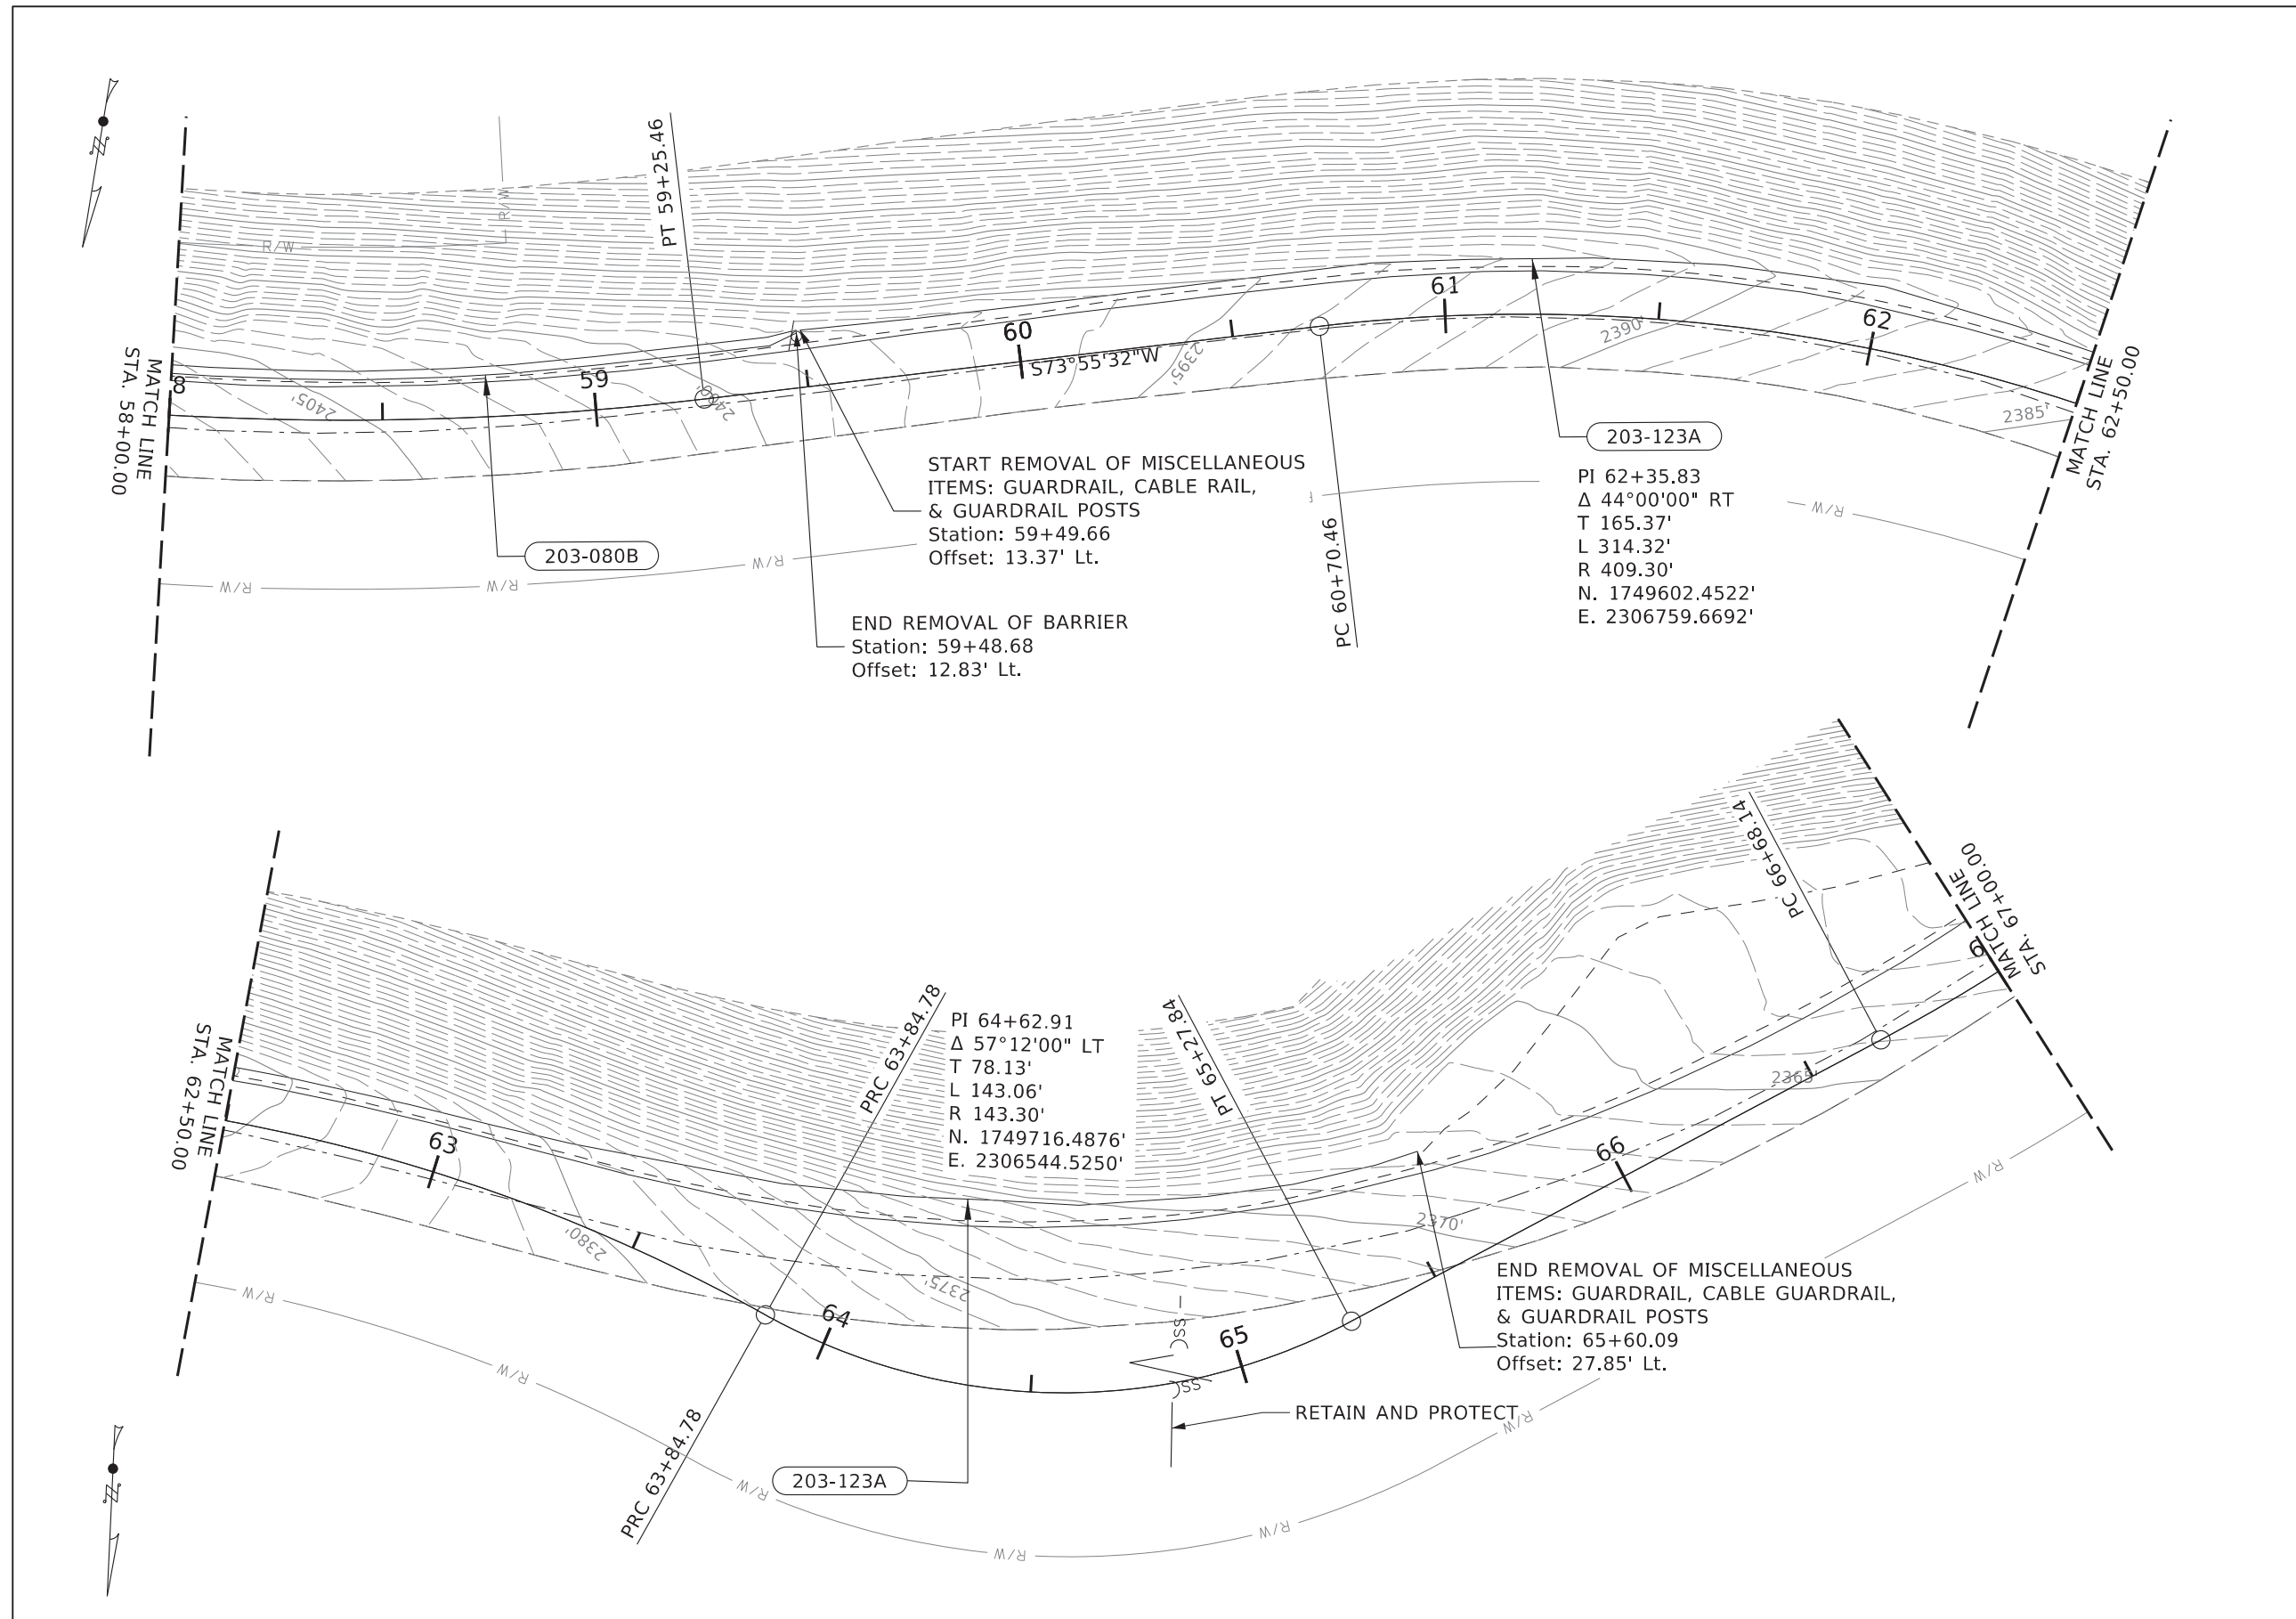 R/W
R/W
PT 59+25.46
MATCH LINE
STA. 58+00.00
8
2405'
59
2400'
60
S73°55'32"W
2395'
61
2390'
62
2385'
MATCH LINE
STA. 62+50.00
203-080B
START REMOVAL OF MISCELLANEOUS
ITEMS: GUARDRAIL, CABLE RAIL,
& GUARDRAIL POSTS
Station: 59+49.66
Offset: 13.37' Lt.
END REMOVAL OF BARRIER
Station: 59+48.68
Offset: 12.83' Lt.
PC 60+70.46
203-123A
PI 62+35.83
Δ 44°00'00" RT
T 165.37'
L 314.32'
R 409.30'
N. 1749602.4522'
E. 2306759.6692'
R/W
R/W
R/W
R/W
MATCH LINE
STA. 62+50.00
63
2380'
PRC 63+84.78
PRC 63+84.78
64
PI 64+62.91
Δ 57°12'00" LT
T 78.13'
L 143.06'
R 143.30'
N. 1749716.4876'
E. 2306544.5250'
2375'
PT 65+27.84
65
SS
SS
2370'
66
2365'
PC 66+68.14
MATCH LINE
STA. 67+00.00
END REMOVAL OF MISCELLANEOUS
ITEMS: GUARDRAIL, CABLE GUARDRAIL,
& GUARDRAIL POSTS
Station: 65+60.09
Offset: 27.85' Lt.
RETAIN AND PROTECT
203-123A
R/W
R/W
R/W
R/W
R/W
R/W
R/W